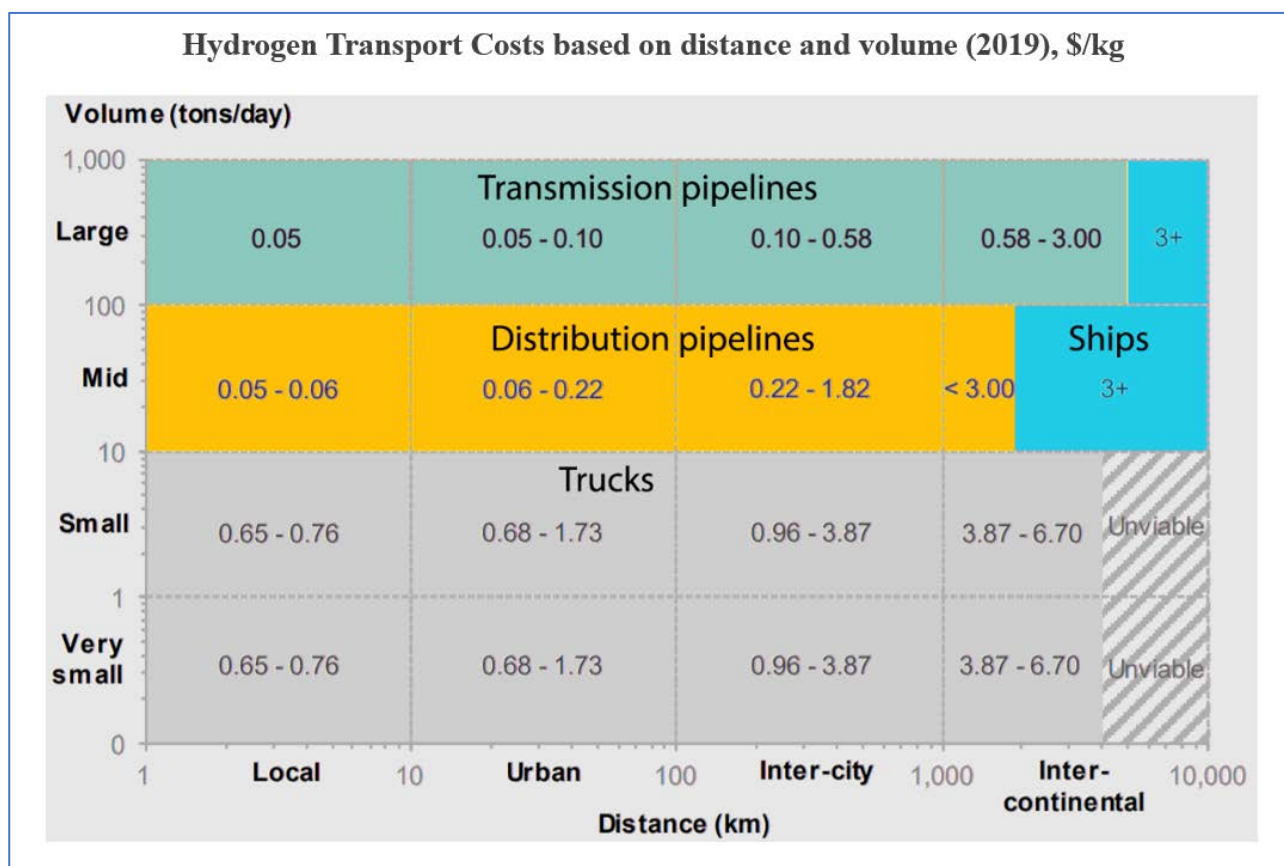 Hydrogen Transport Costs based on distance and volume (2019), $/kg
Volume (tons/day)
1,000
Transmission pipelines
Large 0.05 0.05 - 0.10 0.10 - 0.58 0.58 - 3.00 3+
100
Distribution pipelines Ships
Mid 0.05 - 0.06 0.06 - 0.22 0.22 - 1.82 < 3.00 3+
10
Trucks
Small 0.65 - 0.76 0.68 - 1.73 0.96 - 3.87 3.87 - 6.70 Unviable
1
Very
small 0.65 - 0.76 0.68 - 1.73 0.96 - 3.87 3.87 - 6.70 Unviable
0
1 Local 10 Urban 100 Inter-city 1,000 Inter- 10,000
continental
Distance (km)